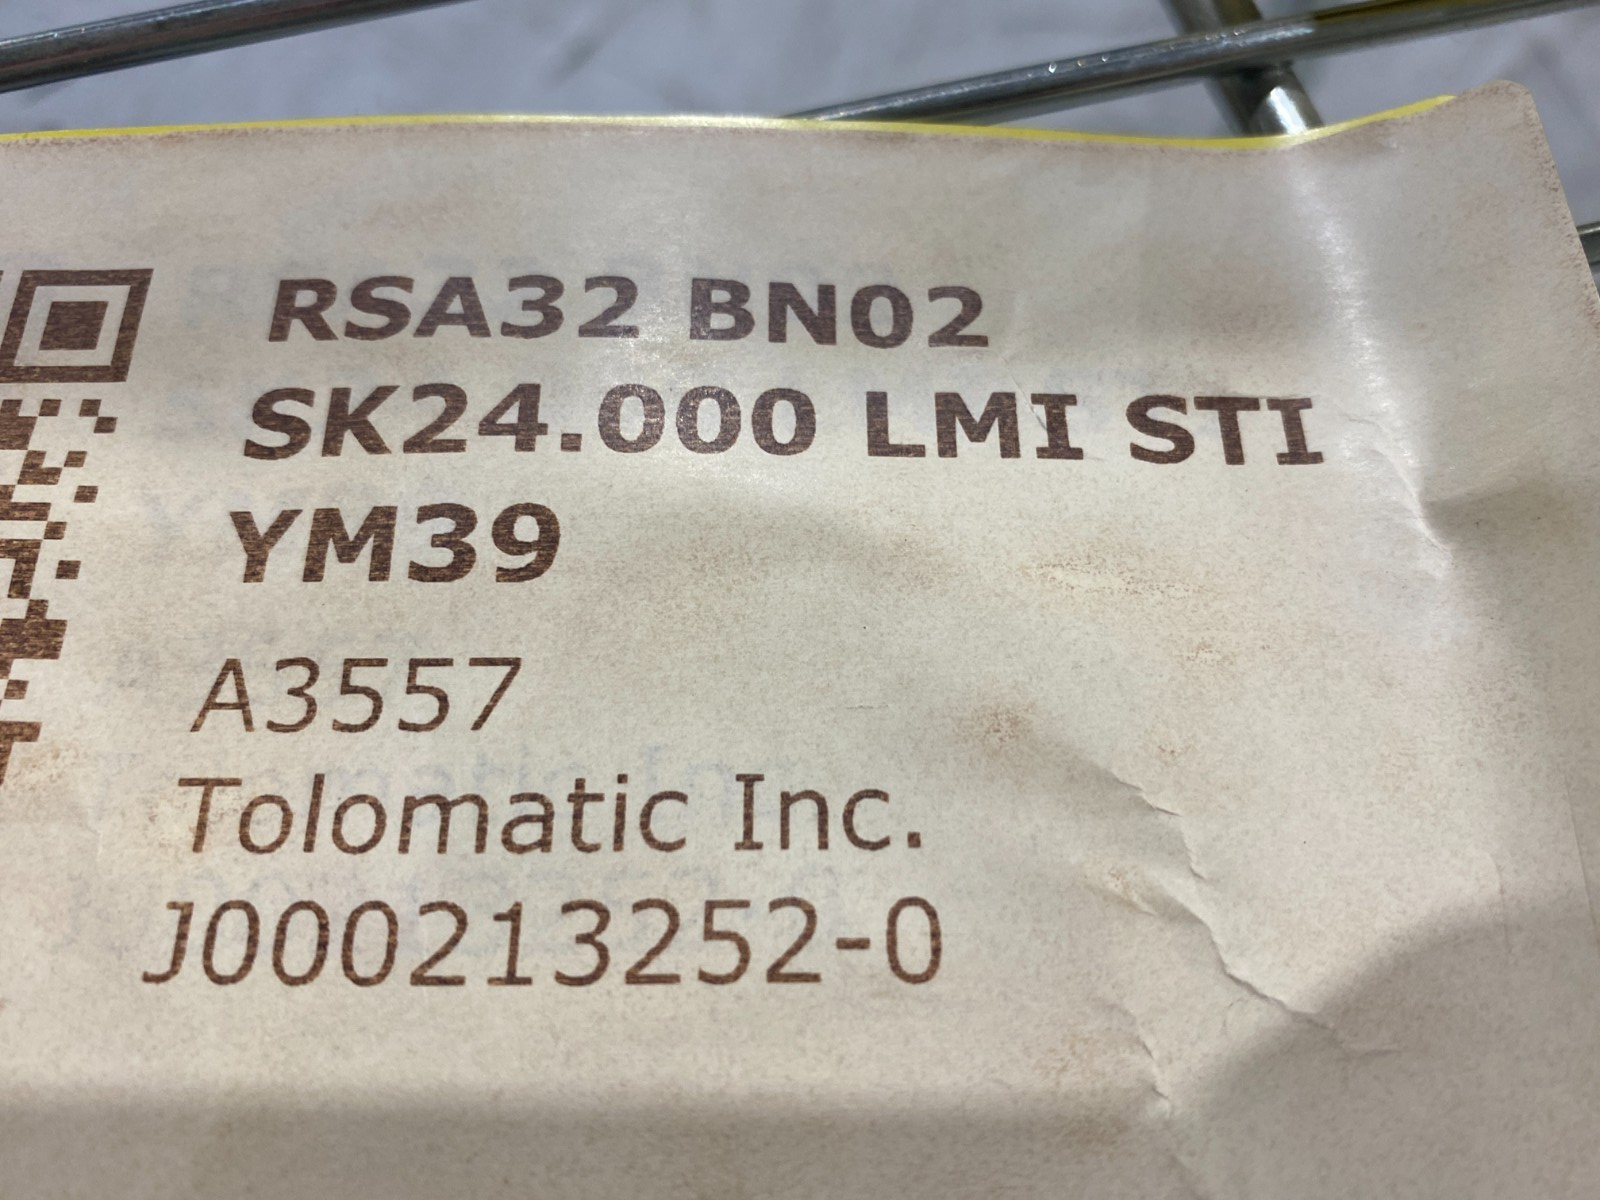 RSA32 BN02
SK24.000 LMI STI
YM39
A3557
Tolomatic Inc.
J000213252-0